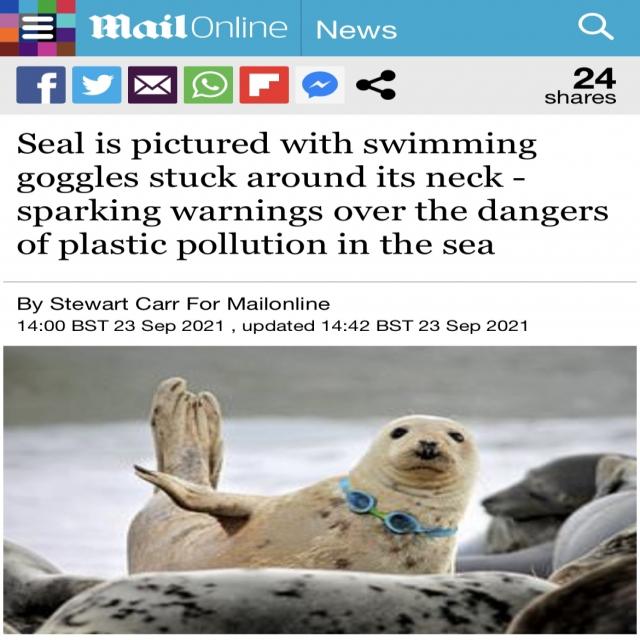 Mail Online News
24
shares
Seal is pictured with swimming
goggles stuck around its neck -
sparking warnings over the dangers
of plastic pollution in the sea
By Stewart Carr For Mailonline
14:00 BST 23 Sep 2021 , updated 14:42 BST 23 Sep 2021